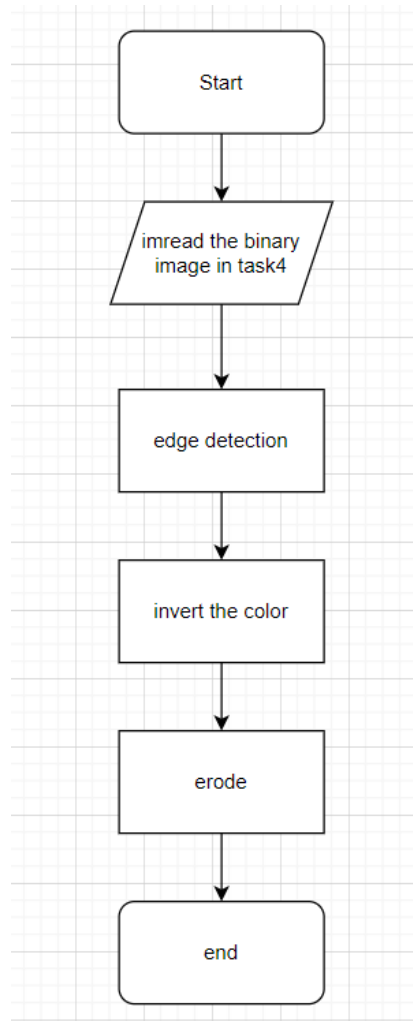 Start
imread the binary
image in task4
edge detection
invert the color
erode
end